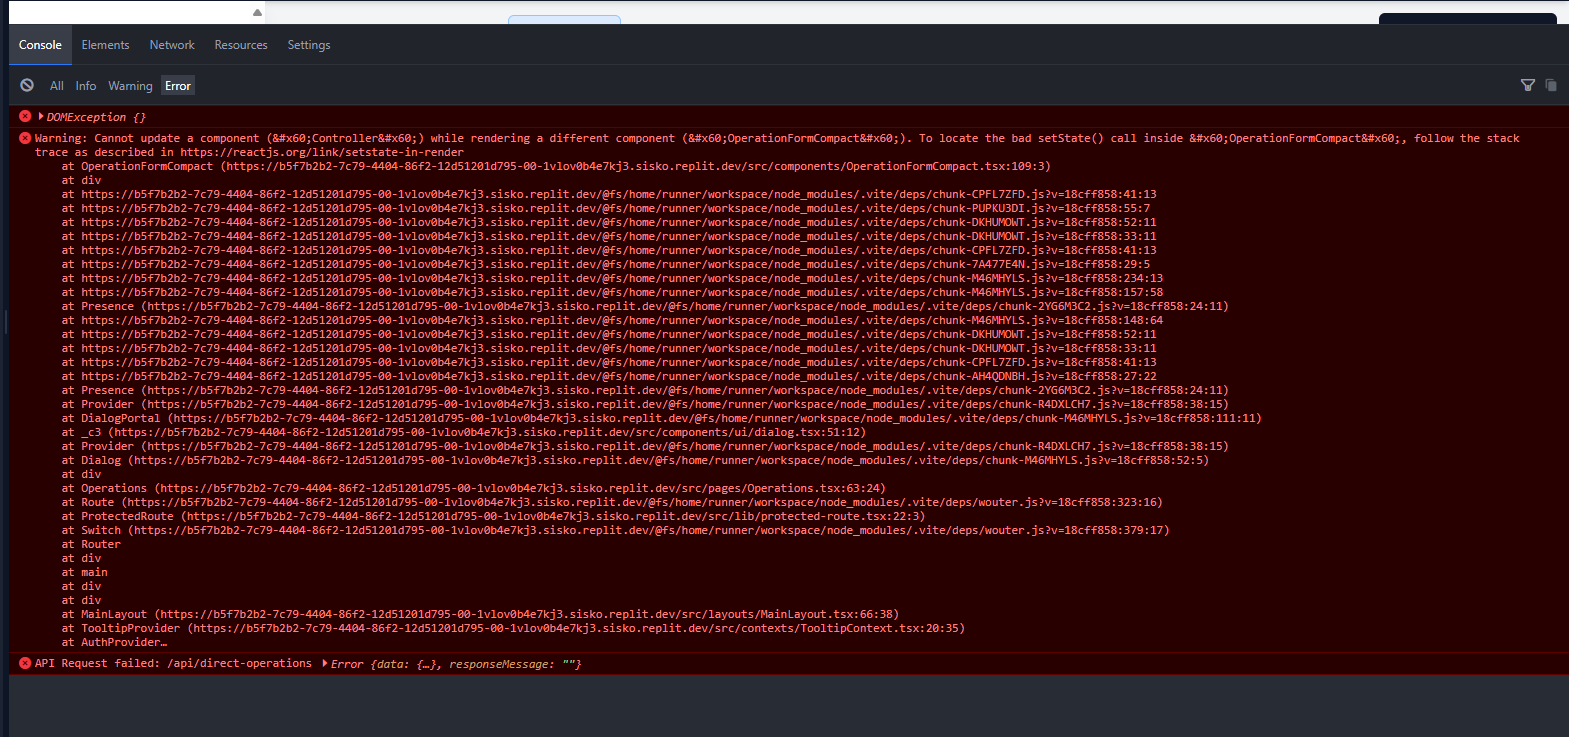 Console Elements Network Resources Settings
All Info Warning Error
DOMException {}
Warning: Cannot update a component (&#x60;Controller&#x60;) while rendering a different component (&#x60;OperationFormCompact&#x60;). To locate the bad setState() call inside &#x60;OperationFormCompact&#x60;, follow the stack
trace as described in https://reactjs.org/link/setstate-in-render
at OperationFormCompact (https://b5f7b2b2-7c79-4404-86f2-12d51201d795-00-1vlov0b4e7kj3.sisko.replit.dev/src/components/OperationFormCompact.tsx:109:3)
at div
at https://b5f7b2b2-7c79-4404-86f2-12d51201d795-00-1vlov0b4e7kj3.sisko.replit.dev/@fs/home/runner/workspace/node_modules/.vite/deps/chunk-CPFL7ZFD.js?v=18cff858:41:13
at https://b5f7b2b2-7c79-4404-86f2-12d51201d795-00-1vlov0b4e7kj3.sisko.replit.dev/@fs/home/runner/workspace/node_modules/.vite/deps/chunk-PUPKU3DI.js?v=18cff858:55:7
at https://b5f7b2b2-7c79-4404-86f2-12d51201d795-00-1vlov0b4e7kj3.sisko.replit.dev/@fs/home/runner/workspace/node_modules/.vite/deps/chunk-DKHUMOWT.js?v=18cff858:52:11
at https://b5f7b2b2-7c79-4404-86f2-12d51201d795-00-1vlov0b4e7kj3.sisko.replit.dev/@fs/home/runner/workspace/node_modules/.vite/deps/chunk-DKHUMOWT.js?v=18cff858:33:11
at https://b5f7b2b2-7c79-4404-86f2-12d51201d795-00-1vlov0b4e7kj3.sisko.replit.dev/@fs/home/runner/workspace/node_modules/.vite/deps/chunk-CPFL7ZFD.js?v=18cff858:41:13
at https://b5f7b2b2-7c79-4404-86f2-12d51201d795-00-1vlov0b4e7kj3.sisko.replit.dev/@fs/home/runner/workspace/node_modules/.vite/deps/chunk-7A477E4N.js?v=18cff858:29:5
at https://b5f7b2b2-7c79-4404-86f2-12d51201d795-00-1vlov0b4e7kj3.sisko.replit.dev/@fs/home/runner/workspace/node_modules/.vite/deps/chunk-M46MHYLS.js?v=18cff858:234:13
at https://b5f7b2b2-7c79-4404-86f2-12d51201d795-00-1vlov0b4e7kj3.sisko.replit.dev/@fs/home/runner/workspace/node_modules/.vite/deps/chunk-M46MHYLS.js?v=18cff858:157:58
at Presence (https://b5f7b2b2-7c79-4404-86f2-12d51201d795-00-1vlov0b4e7kj3.sisko.replit.dev/@fs/home/runner/workspace/node_modules/.vite/deps/chunk-2YG6M3C2.js?v=18cff858:24:11)
at https://b5f7b2b2-7c79-4404-86f2-12d51201d795-00-1vlov0b4e7kj3.sisko.replit.dev/@fs/home/runner/workspace/node_modules/.vite/deps/chunk-M46MHYLS.js?v=18cff858:148:64
at https://b5f7b2b2-7c79-4404-86f2-12d51201d795-00-1vlov0b4e7kj3.sisko.replit.dev/@fs/home/runner/workspace/node_modules/.vite/deps/chunk-DKHUMOWT.js?v=18cff858:52:11
at https://b5f7b2b2-7c79-4404-86f2-12d51201d795-00-1vlov0b4e7kj3.sisko.replit.dev/@fs/home/runner/workspace/node_modules/.vite/deps/chunk-DKHUMOWT.js?v=18cff858:33:11
at https://b5f7b2b2-7c79-4404-86f2-12d51201d795-00-1vlov0b4e7kj3.sisko.replit.dev/@fs/home/runner/workspace/node_modules/.vite/deps/chunk-CPFL7ZFD.js?v=18cff858:41:13
at https://b5f7b2b2-7c79-4404-86f2-12d51201d795-00-1vlov0b4e7kj3.sisko.replit.dev/@fs/home/runner/workspace/node_modules/.vite/deps/chunk-AH4QDNBH.js?v=18cff858:27:22
at Presence (https://b5f7b2b2-7c79-4404-86f2-12d51201d795-00-1vlov0b4e7kj3.sisko.replit.dev/@fs/home/runner/workspace/node_modules/.vite/deps/chunk-2YG6M3C2.js?v=18cff858:24:11)
at Provider (https://b5f7b2b2-7c79-4404-86f2-12d51201d795-00-1vlov0b4e7kj3.sisko.replit.dev/@fs/home/runner/workspace/node_modules/.vite/deps/chunk-R4DXLCH7.js?v=18cff858:38:15)
at DialogPortal (https://b5f7b2b2-7c79-4404-86f2-12d51201d795-00-1vlov0b4e7kj3.sisko.replit.dev/@fs/home/runner/workspace/node_modules/.vite/deps/chunk-M46MHYLS.js?v=18cff858:111:11)
at _c3 (https://b5f7b2b2-7c79-4404-86f2-12d51201d795-00-1vlov0b4e7kj3.sisko.replit.dev/src/components/ui/dialog.tsx:51:12)
at Provider (https://b5f7b2b2-7c79-4404-86f2-12d51201d795-00-1vlov0b4e7kj3.sisko.replit.dev/@fs/home/runner/workspace/node_modules/.vite/deps/chunk-R4DXLCH7.js?v=18cff858:38:15)
at Dialog (https://b5f7b2b2-7c79-4404-86f2-12d51201d795-00-1vlov0b4e7kj3.sisko.replit.dev/@fs/home/runner/workspace/node_modules/.vite/deps/chunk-M46MHYLS.js?v=18cff858:52:5)
at div
at Operations (https://b5f7b2b2-7c79-4404-86f2-12d51201d795-00-1vlov0b4e7kj3.sisko.replit.dev/src/pages/Operations.tsx:63:24)
at Route (https://b5f7b2b2-7c79-4404-86f2-12d51201d795-00-1vlov0b4e7kj3.sisko.replit.dev/@fs/home/runner/workspace/node_modules/.vite/deps/wouter.js?v=18cff858:323:16)
at ProtectedRoute (https://b5f7b2b2-7c79-4404-86f2-12d51201d795-00-1vlov0b4e7kj3.sisko.replit.dev/src/lib/protected-route.tsx:22:3)
at Switch (https://b5f7b2b2-7c79-4404-86f2-12d51201d795-00-1vlov0b4e7kj3.sisko.replit.dev/@fs/home/runner/workspace/node_modules/.vite/deps/wouter.js?v=18cff858:379:17)
at Router
at div
at main
at div
at div
at MainLayout (https://b5f7b2b2-7c79-4404-86f2-12d51201d795-00-1vlov0b4e7kj3.sisko.replit.dev/src/layouts/MainLayout.tsx:66:38)
at TooltipProvider (https://b5f7b2b2-7c79-4404-86f2-12d51201d795-00-1vlov0b4e7kj3.sisko.replit.dev/src/contexts/TooltipContext.tsx:20:35)
at AuthProvider…
API Request failed: /api/direct-operations Error {data: {…}, responseMessage: ""}